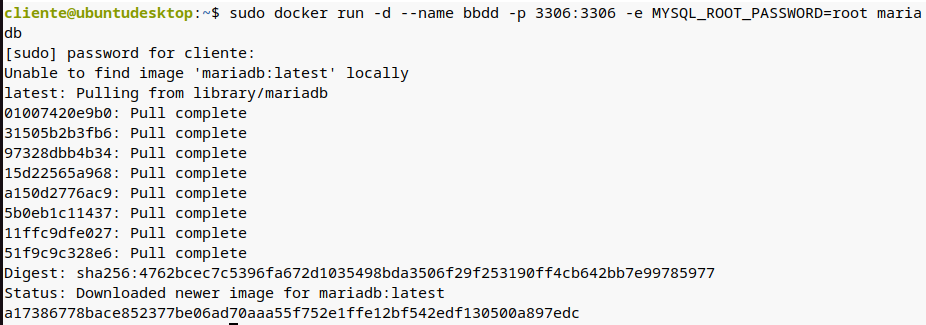 cliente@ubuntudesktop:~$ sudo docker run -d --name bbdd -p 3306:3306 -e MYSQL_ROOT_PASSWORD=root maria
db
[sudo] password for cliente:
Unable to find image 'mariadb:latest' locally
latest: Pulling from library/mariadb
01007420e9b0: Pull complete
31505b2b3fb6: Pull complete
97328dbb4b34: Pull complete
15d22565a968: Pull complete
a150d2776ac9: Pull complete
5b0eb1c11437: Pull complete
11ffc9dfe027: Pull complete
51f9c9c328e6: Pull complete
Digest: sha256:4762bcec7c5396fa672d1035498bda3506f29f253190ff4cb642bb7e99785977
Status: Downloaded newer image for mariadb:latest
a17386778bace852377be06ad70aaa55f752e1ffe12bf542edf130500a897edc